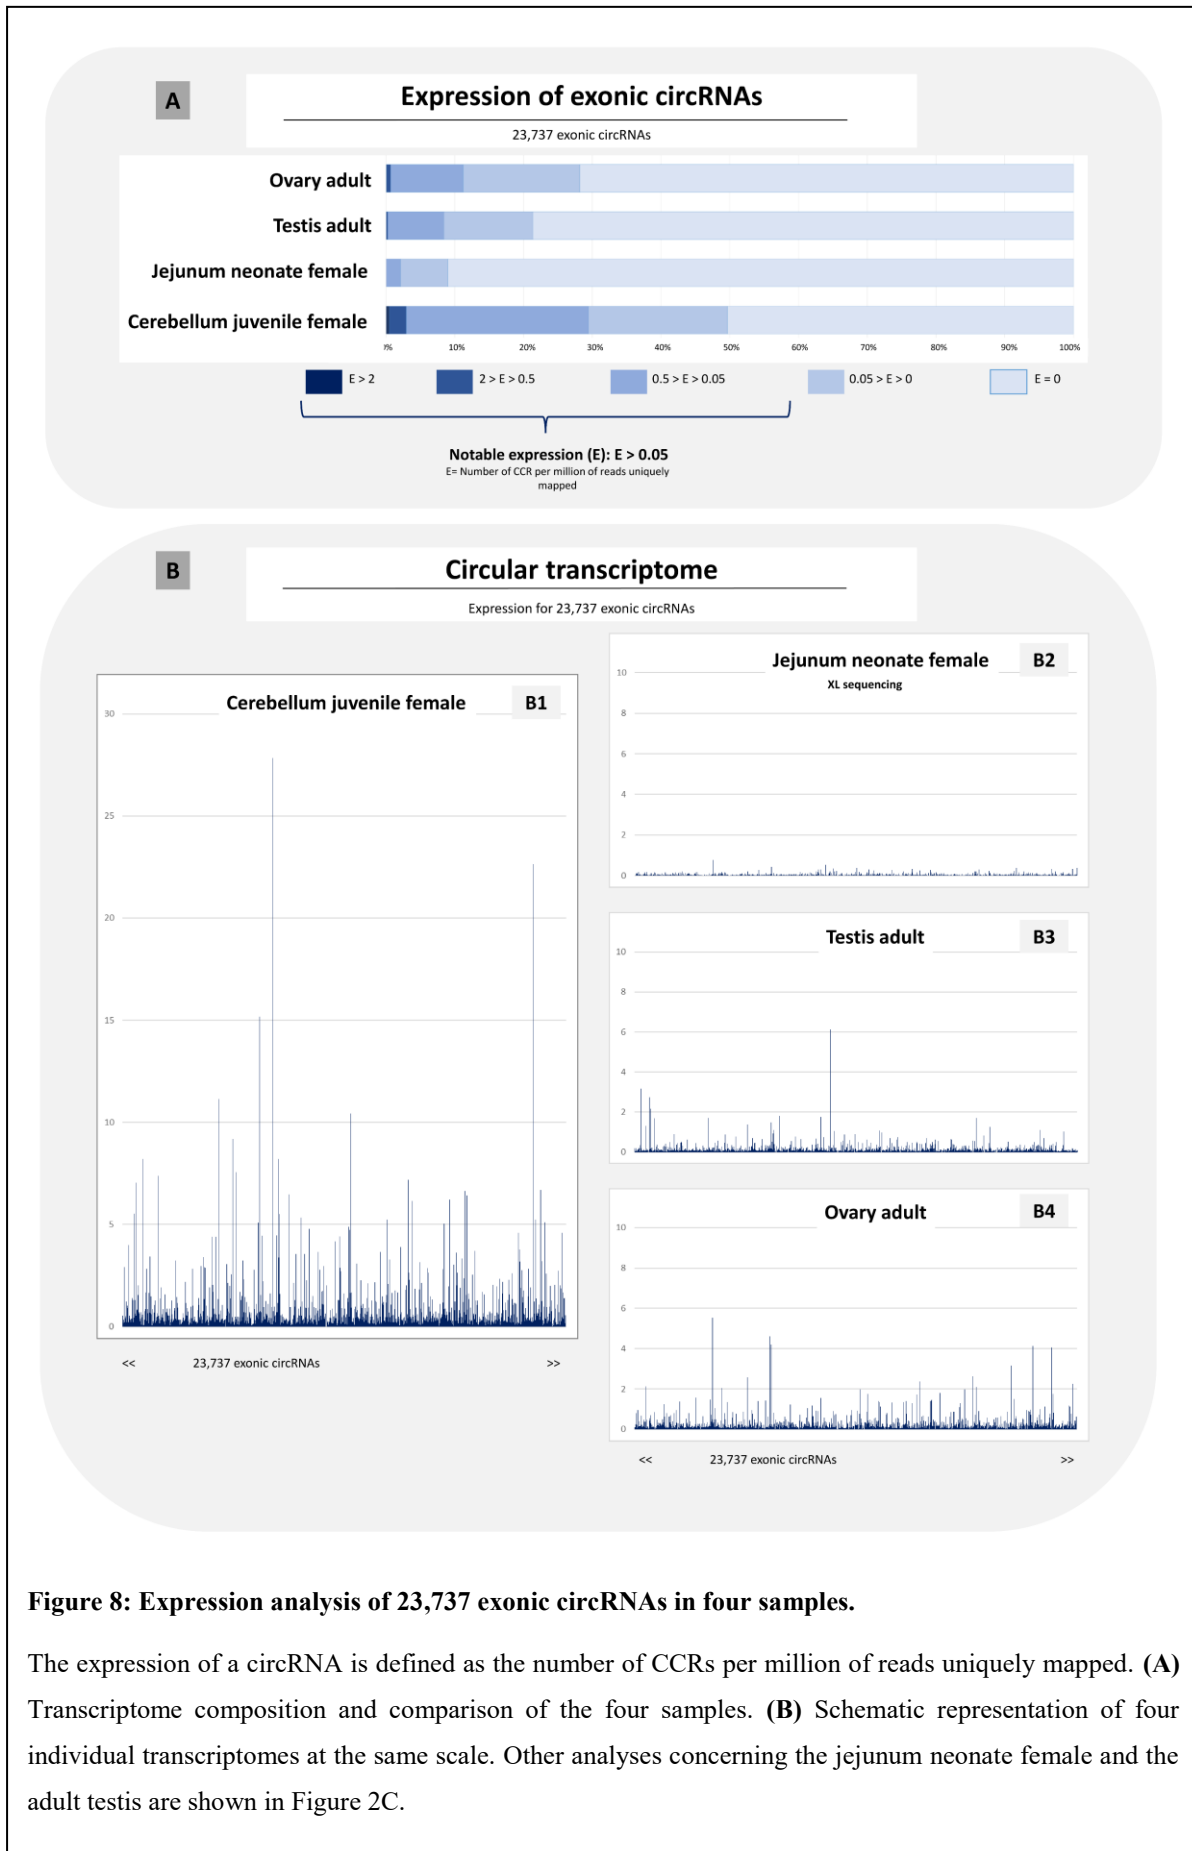 A
Expression of exonic circRNAs
23,737 exonic circRNAs
Ovary adult
Testis adult
Jejunum neonate female
Cerebellum juvenile female
0% 10% 20% 30% 40% 50% 60% 70% 80% 90% 100%
E > 2 2 > E > 0.5 0.5 > E > 0.05 0.05 > E > 0 E = 0
Notable expression (E): E > 0.05
E= Number of CCR per million of reads uniquely
mapped
B
Circular transcriptome
Expression for 23,737 exonic circRNAs
Cerebellum juvenile female B1
30
25
20
15
10
5
0
<< 23,737 exonic circRNAs >>
Jejunum neonate female B2
XL sequencing
10
8
6
4
2
0
Testis adult B3
10
8
6
4
2
0
Ovary adult B4
10
8
6
4
2
0
<< 23,737 exonic circRNAs >>
Figure 8: Expression analysis of 23,737 exonic circRNAs in four samples.
The expression of a circRNA is defined as the number of CCRs per million of reads uniquely mapped. (A)
Transcriptome composition and comparison of the four samples. (B) Schematic representation of four
individual transcriptomes at the same scale. Other analyses concerning the jejunum neonate female and the
adult testis are shown in Figure 2C.